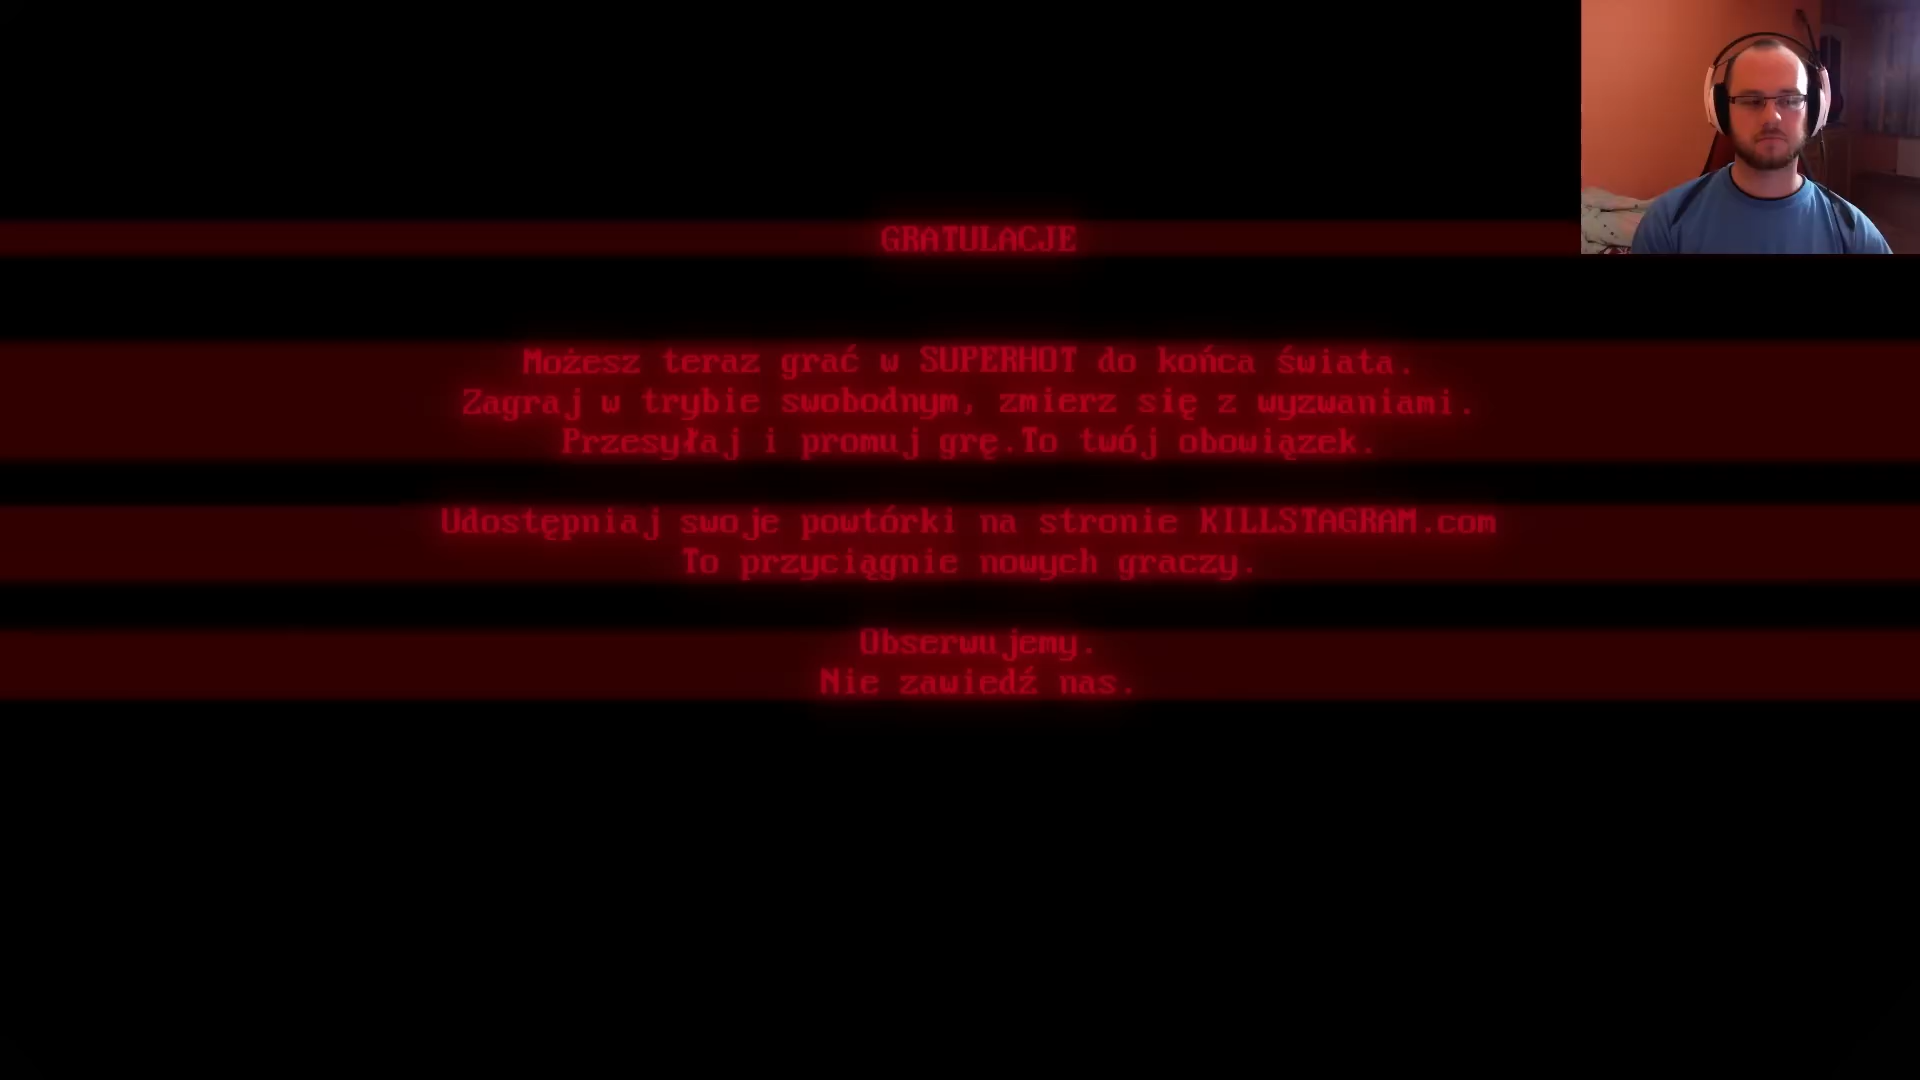 GRATULACJE
Możesz teraz grać w SUPERHOT do końca świata.
Zagraj w trybie swobodnym, zmierz się z wyzwaniami.
Przesyłaj i promuj grę.To twój obowiązek.
Udostępniaj swoje powtórki na stronie KILLSTAGRAM.com
To przyciągnie nowych graczy.
Obserwujemy.
Nie zawiedź nas.